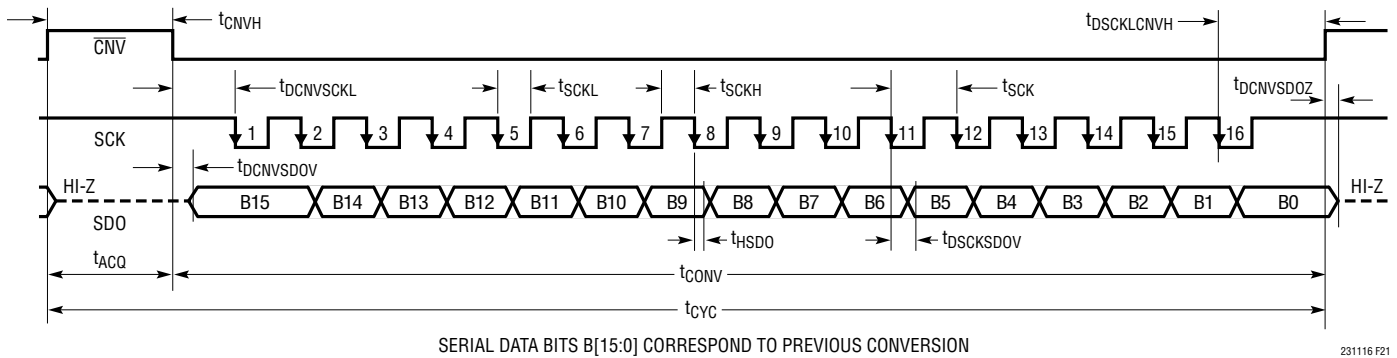 tCNVH
tDSCKLCNVH
CNV
tDCNVSCKL
tSCKL
tSCKH
tSCK
tDCNVSDOZ
SCK
1 2 3 4 5 6 7 8 9 10 11 12 13 14 15 16
tDCNVSDOV
HI-Z
SDO
B15 B14 B13 B12 B11 B10 B9 B8 B7 B6 B5 B4 B3 B2 B1 B0
HI-Z
tHSDO
tDSCKSDOV
tACQ
tCONV
tCYC
SERIAL DATA BITS B[15:0] CORRESPOND TO PREVIOUS CONVERSION
231116 F21